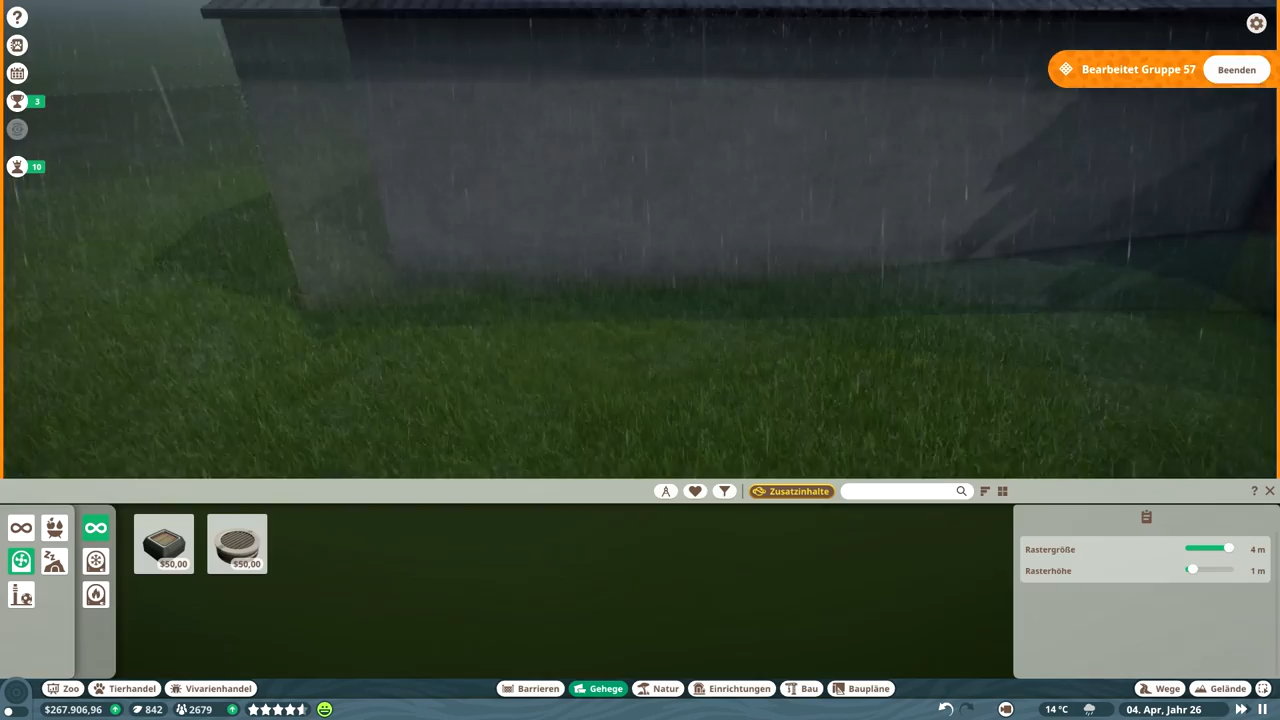 ?
3
10
Bearbeitet Gruppe 57
Beenden
Zusatzinhalte
?
$50,00
$50,00
Rastergröße 4 m
Rasterhöhe 1 m
Zoo
Tierhandel
Vivarienhandel
Barrieren
Gehege
Natur
Einrichtungen
Bau
Baupläne
Wege
Gelände
$267.906,96
842
2679
14 °C
04. Apr, Jahr 26